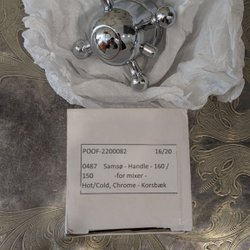 POOF-2200082 16/20
0487 Samsø - Handle - 160 /
150 -for mixer -
Hot/Cold, Chrome - Korsbæk